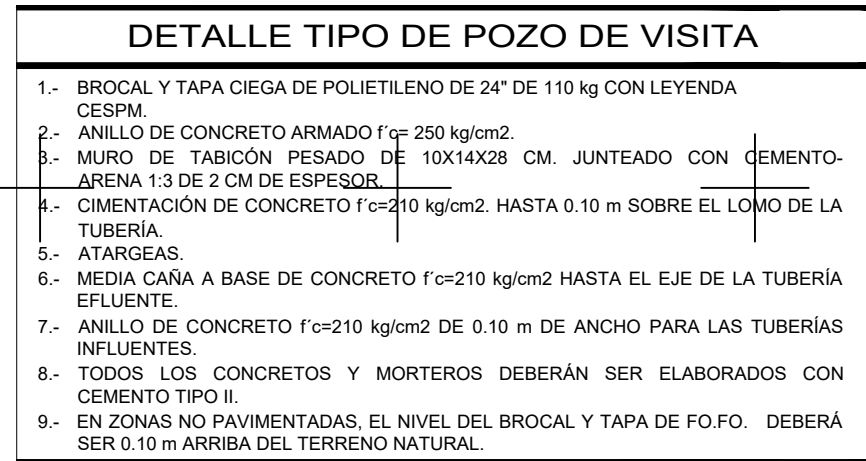 DETALLE TIPO DE POZO DE VISITA
1.- BROCAL Y TAPA CIEGA DE POLIETILENO DE 24" DE 110 kg CON LEYENDA
CESPM.
2.- ANILLO DE CONCRETO ARMADO f´c= 250 kg/cm2.
3.- MURO DE TABICÓN PESADO DE 10X14X28 CM. JUNTEADO CON CEMENTO-
ARENA 1:3 DE 2 CM DE ESPESOR.
4.- CIMENTACIÓN DE CONCRETO f´c=210 kg/cm2. HASTA 0.10 m SOBRE EL LOMO DE LA
TUBERÍA.
5.- ATARGEAS.
6.- MEDIA CAÑA A BASE DE CONCRETO f´c=210 kg/cm2 HASTA EL EJE DE LA TUBERÍA
EFLUENTE.
7.- ANILLO DE CONCRETO f´c=210 kg/cm2 DE 0.10 m DE ANCHO PARA LAS TUBERÍAS
INFLUENTES.
8.- TODOS LOS CONCRETOS Y MORTEROS DEBERÁN SER ELABORADOS CON
CEMENTO TIPO II.
9.- EN ZONAS NO PAVIMENTADAS, EL NIVEL DEL BROCAL Y TAPA DE FO.FO. DEBERÁ
SER 0.10 m ARRIBA DEL TERRENO NATURAL.